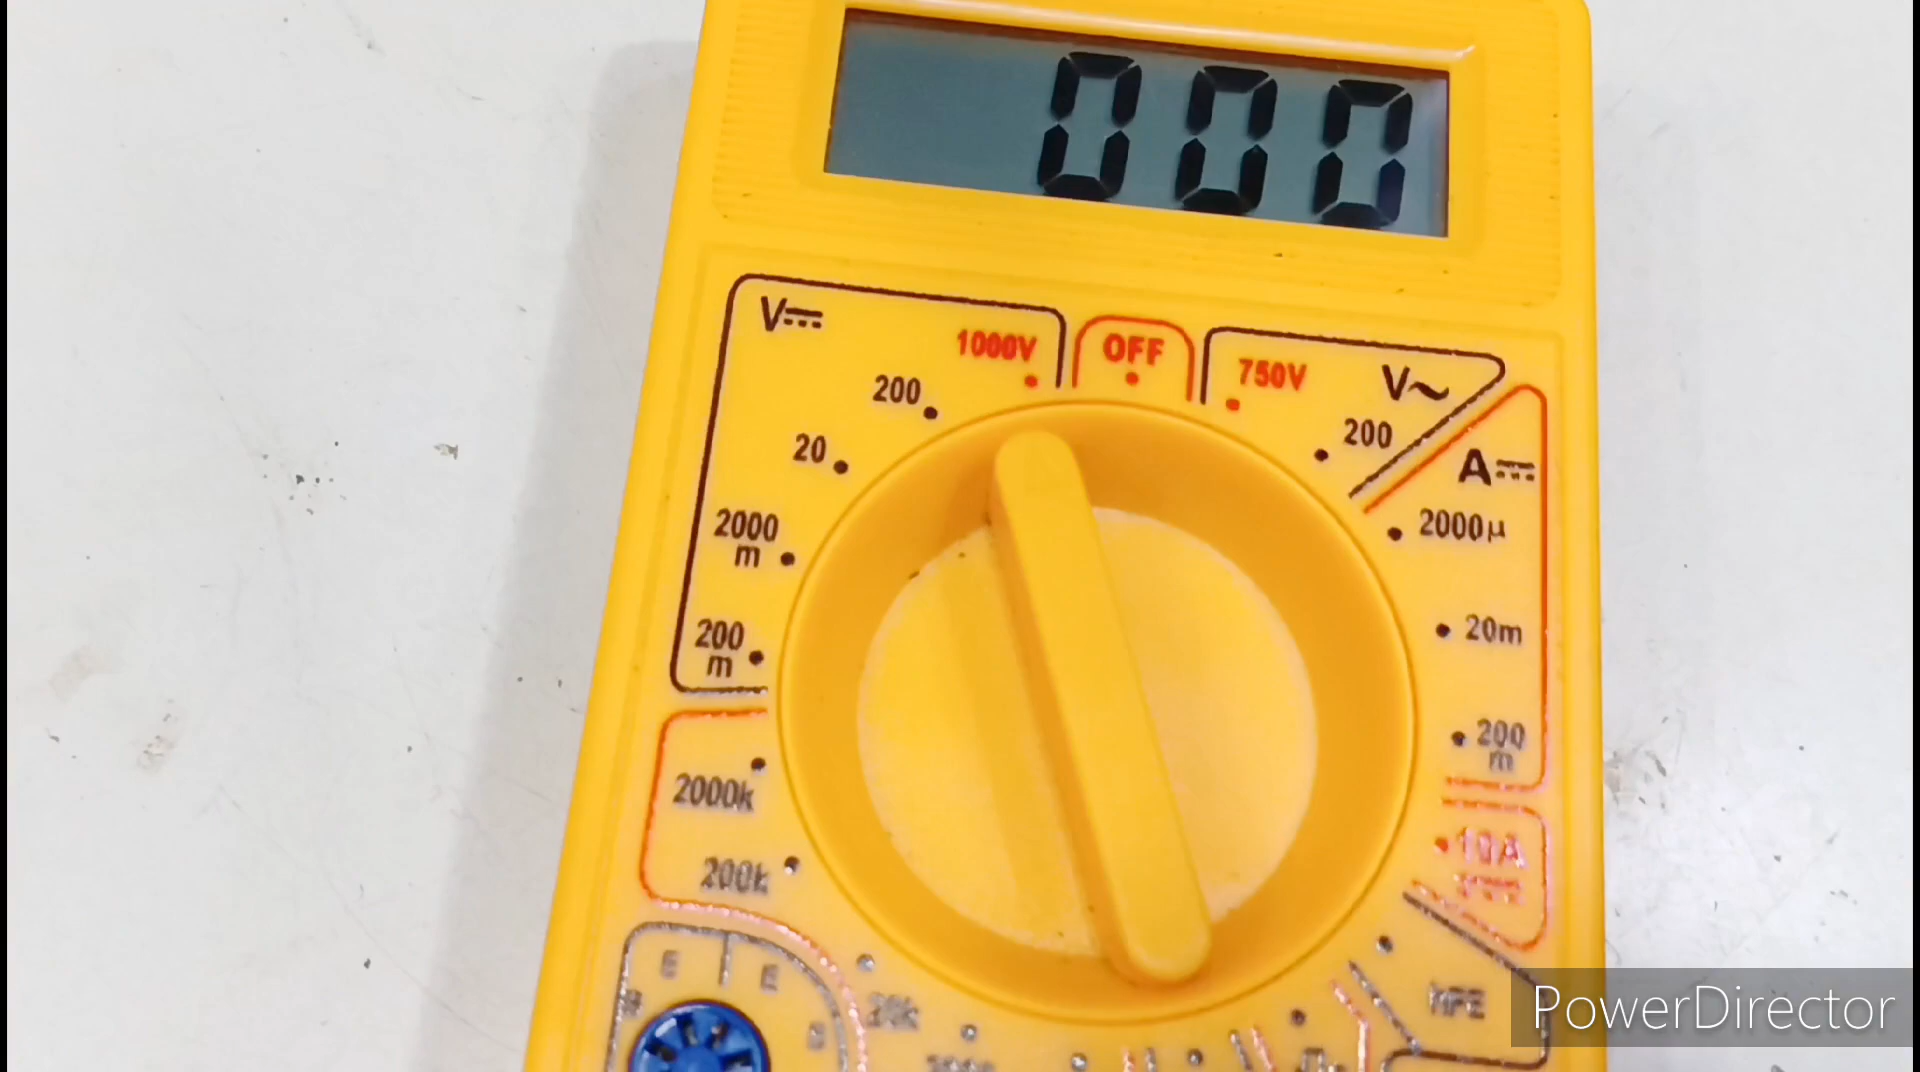 000
V⎓
1000V
OFF
750V
V~
200
20
2000
m
200
m
200
A⎓
2000µ
20m
200
m
10A
2000k
200k
20k
E
E
hFE
PowerDirector